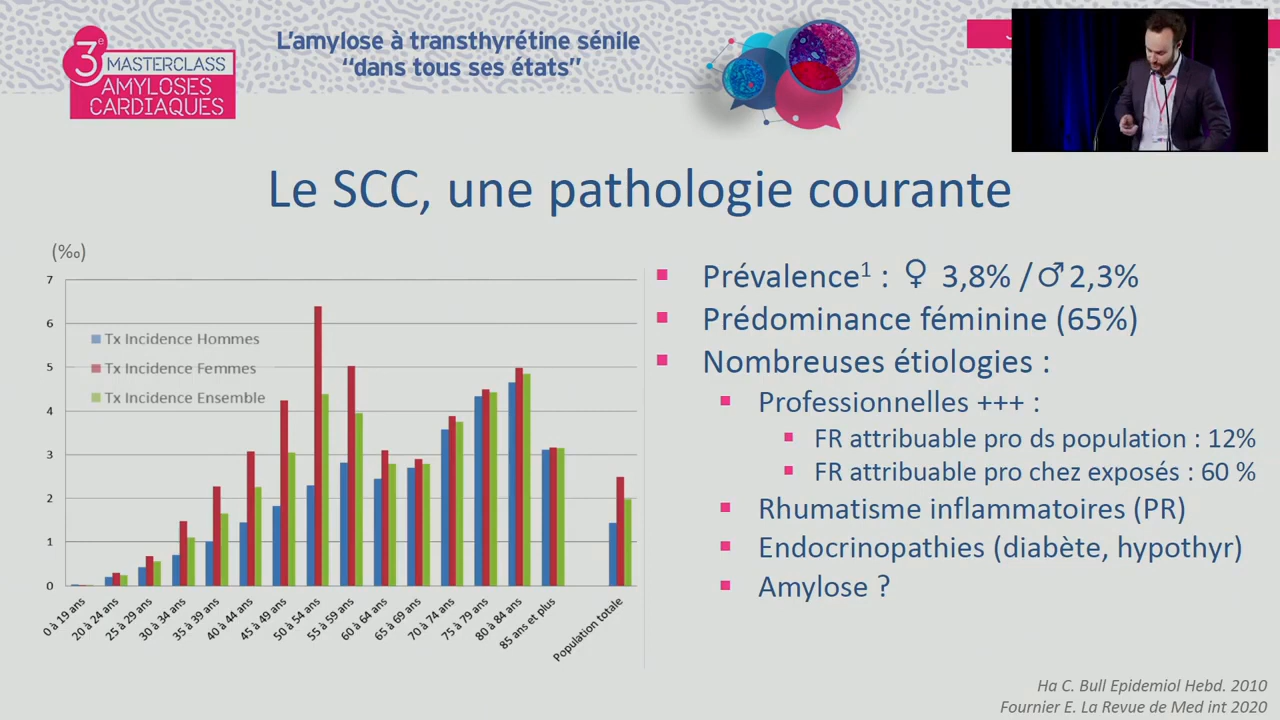 3e MASTERCLASS
AMYLOSES
CARDIAQUES
L'amylose à transthyrétine sénile
“dans tous ses états”
Le SCC, une pathologie courante
(‰)
7
6
5
4
3
2
1
0
Tx Incidence Hommes
Tx Incidence Femmes
Tx Incidence Ensemble
0 à 19 ans
20 à 24 ans
25 à 29 ans
30 à 34 ans
35 à 39 ans
40 à 44 ans
45 à 49 ans
50 à 54 ans
55 à 59 ans
60 à 64 ans
65 à 69 ans
70 à 74 ans
75 à 79 ans
80 à 84 ans
85 ans et plus
Population totale
Prévalence¹ : ♀ 3,8% / ♂ 2,3%
Prédominance féminine (65%)
Nombreuses étiologies :
Professionnelles +++ :
FR attribuable pro ds population : 12%
FR attribuable pro chez exposés : 60 %
Rhumatisme inflammatoires (PR)
Endocrinopathies (diabète, hypothyr)
Amylose ?
Ha C. Bull Epidemiol Hebd. 2010
Fournier E. La Revue de Med int 2020